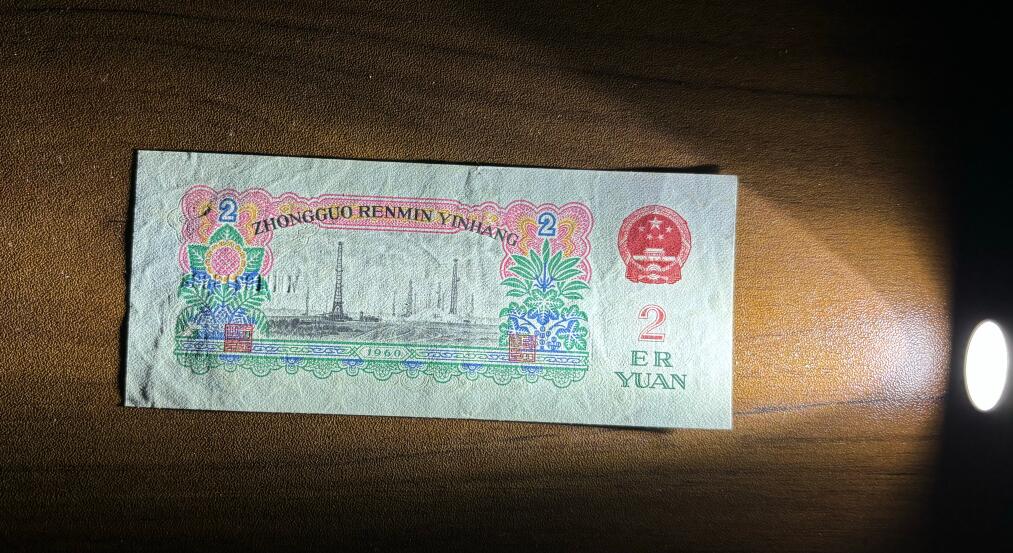 2
ZHONGGUO RENMIN YINHANG
2
1960
2
ER
YUAN